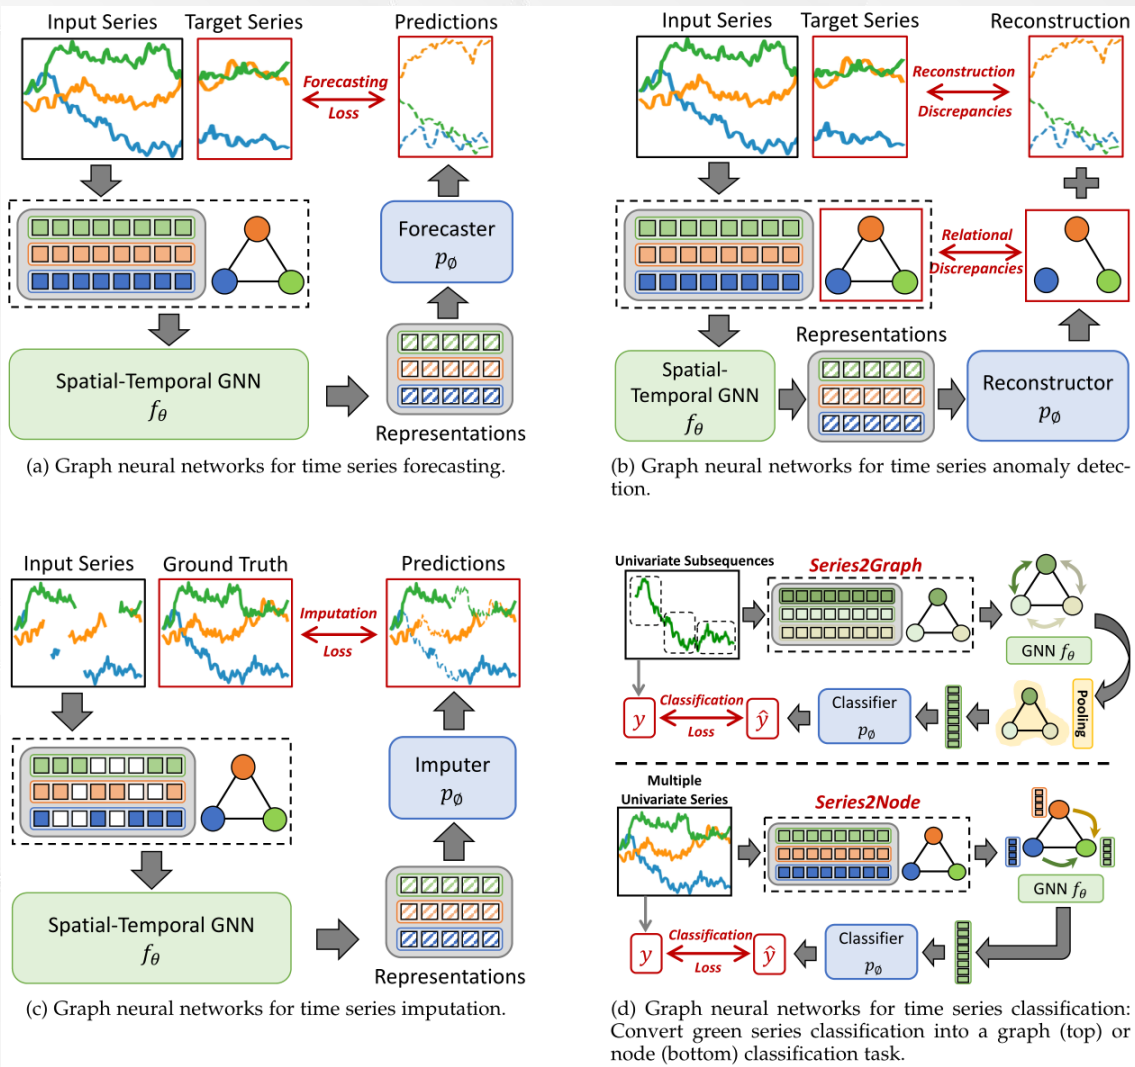 Input Series
Target Series
Predictions
Forecasting
Loss
Forecaster
p∅
Spatial-Temporal GNN
fθ
Representations
(a) Graph neural networks for time series forecasting.
Input Series
Target Series
Reconstruction
Reconstruction
Discrepancies
Relational
Discrepancies
Representations
Spatial-
Temporal GNN
fθ
Reconstructor
p∅
(b) Graph neural networks for time series anomaly detec-
tion.
Input Series
Ground Truth
Predictions
Imputation
Loss
Imputer
p∅
Spatial-Temporal GNN
fθ
Representations
(c) Graph neural networks for time series imputation.
Univariate Subsequences
Series2Graph
GNN fθ
Pooling
y
Classification
Loss
ŷ
Classifier
p∅
Multiple
Univariate Series
Series2Node
GNN fθ
y
Classification
Loss
ŷ
Classifier
p∅
(d) Graph neural networks for time series classification:
Convert green series classification into a graph (top) or
node (bottom) classification task.